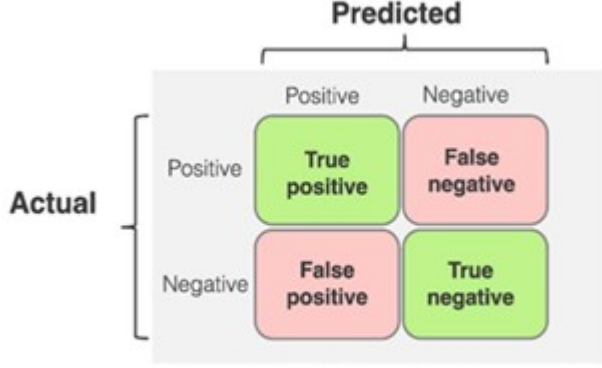 Predicted
Positive Negative
Positive
True
positive
False
negative
Actual
Negative
False
positive
True
negative